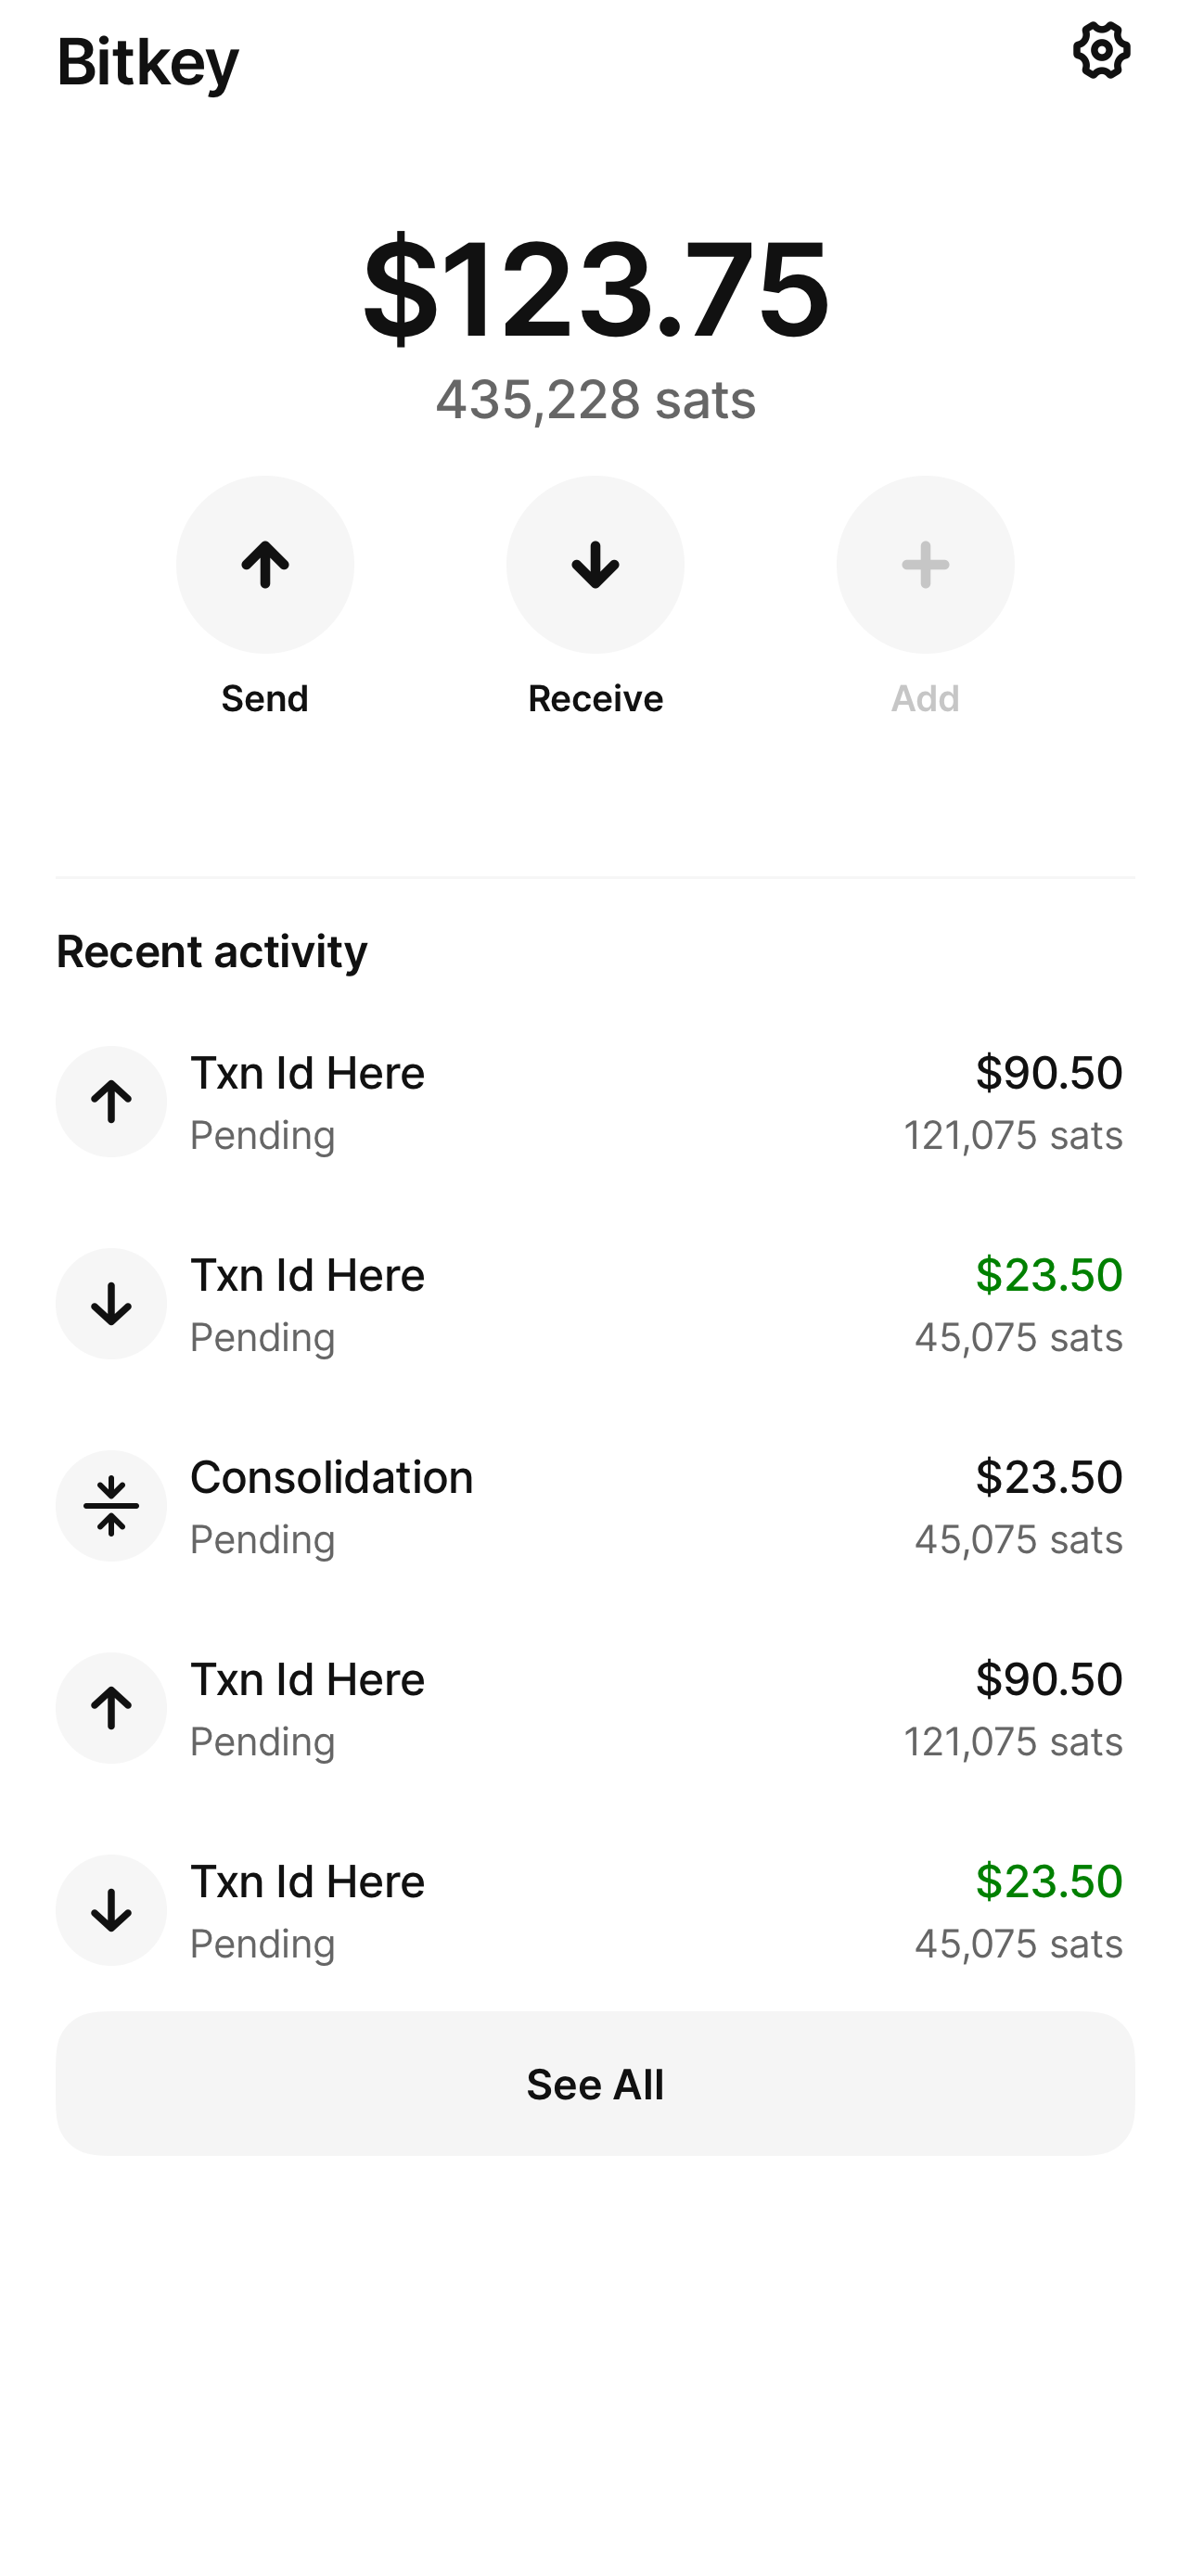 Bitkey
$123.75
435,228 sats
Send
Receive
Add
Recent activity
Txn Id Here
$90.50
Pending
121,075 sats
Txn Id Here
$23.50
Pending
45,075 sats
Consolidation
$23.50
Pending
45,075 sats
Txn Id Here
$90.50
Pending
121,075 sats
Txn Id Here
$23.50
Pending
45,075 sats
See All